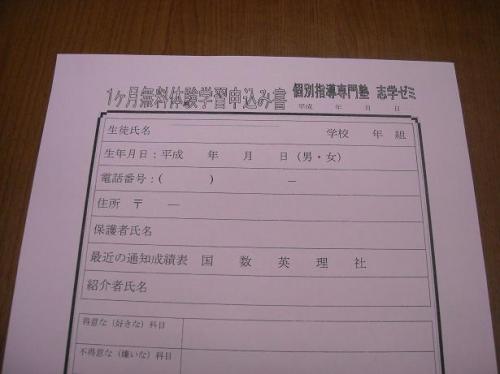 1ヶ月無料体験学習申込み書 個別指導専門塾 志学ゼミ
平成 年 月 日
生徒氏名 学校 年 組
生年月日：平成 年 月 日（男・女）
電話番号：( ) －
住所 〒 －
保護者氏名
最近の通知成績表 国 数 英 理 社
紹介者氏名
得意な（好きな）科目
不得意な（嫌いな）科目